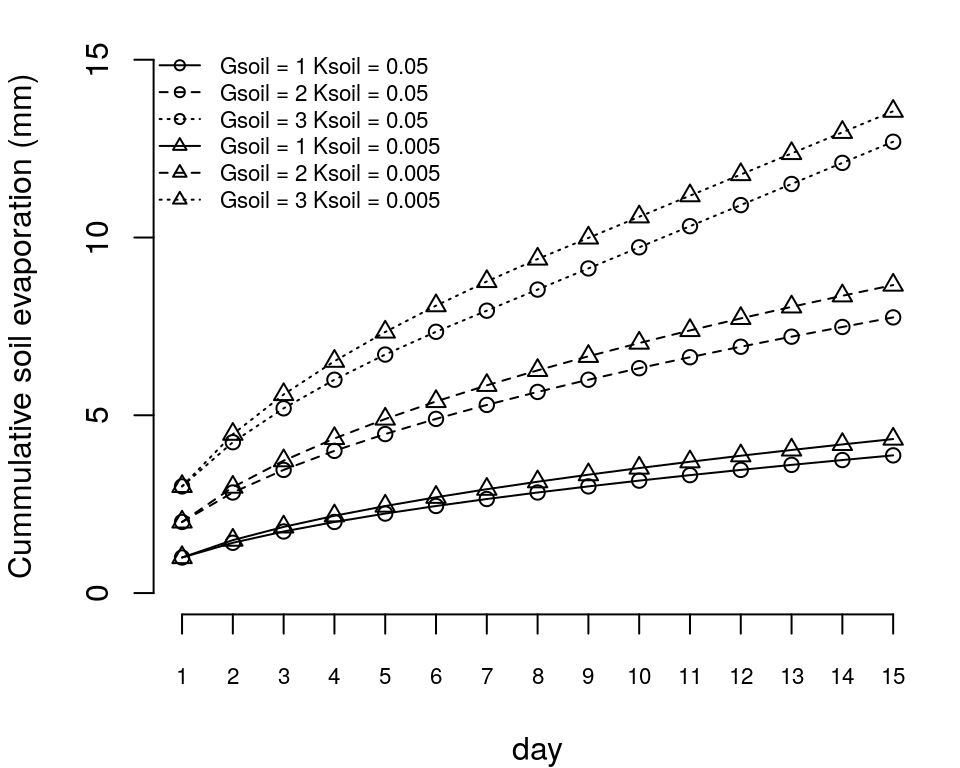 Cummulative soil evaporation (mm)
15
10
5
0
Gsoil = 1 Ksoil = 0.05
Gsoil = 2 Ksoil = 0.05
Gsoil = 3 Ksoil = 0.05
Gsoil = 1 Ksoil = 0.005
Gsoil = 2 Ksoil = 0.005
Gsoil = 3 Ksoil = 0.005
1 2 3 4 5 6 7 8 9 10 11 12 13 14 15
day